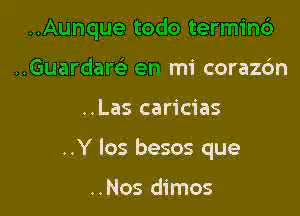 ..Aunque todo terminó
..Guardaré en mi corazón
..Las caricias
..Y los besos que
..Nos dimos